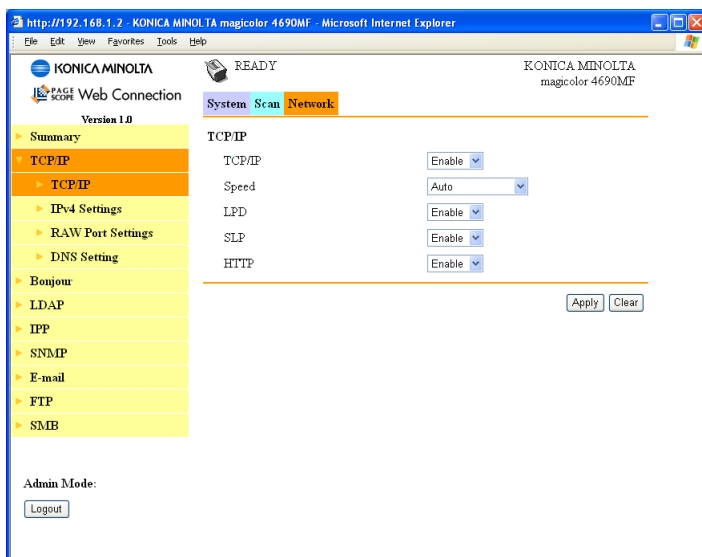 http://192.168.1.2 - KONICA MINOLTA magicolor 4690MF - Microsoft Internet Explorer
File Edit View Favorites Tools Help
KONICA MINOLTA
PAGE SCOPE Web Connection
Version 1.0
READY
KONICA MINOLTA
magicolor 4690MF
System Scan Network
Summary
TCP/IP
TCP/IP
IPv4 Settings
RAW Port Settings
DNS Setting
Bonjour
LDAP
IPP
SNMP
E-mail
FTP
SMB
Admin Mode:
Logout
TCP/IP
TCP/IP Enable
Speed Auto
LPD Enable
SLP Enable
HTTP Enable
Apply Clear